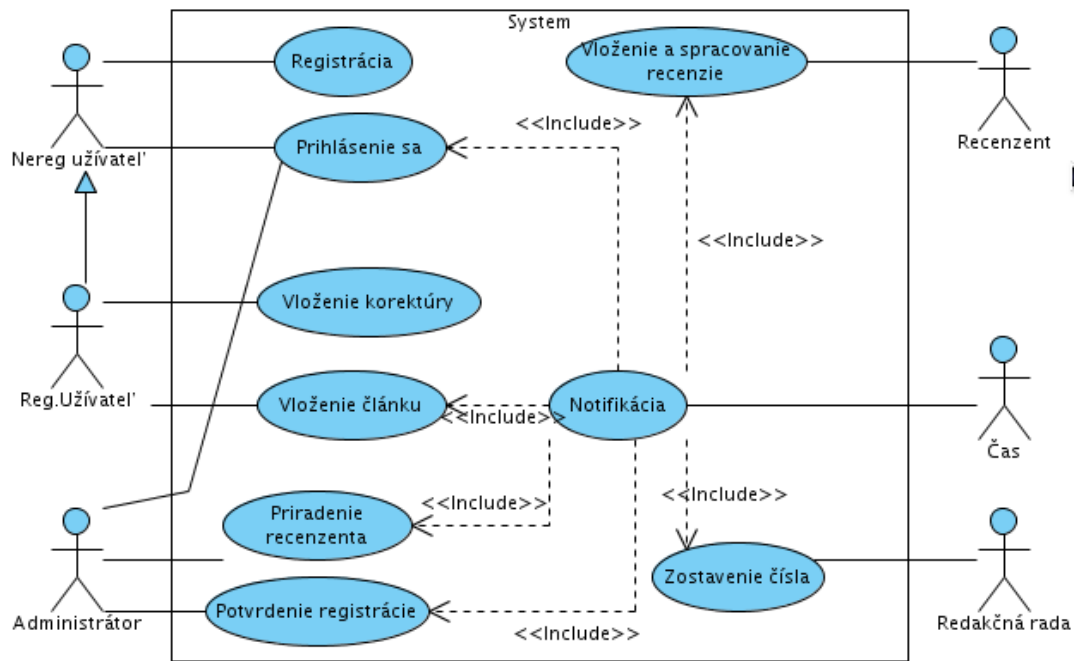 System
Registrácia
Vloženie a spracovanie
recenzie
<<Include>>
Prihlásenie sa
Nereg užívateľ
Recenzent
<<Include>>
Vloženie korektúry
Reg.Užívateľ
Vloženie článku
<<Include>>
Notifikácia
Čas
<<Include>>
<<Include>>
Priradenie
recenzenta
Zostavenie čísla
Potvrdenie registrácie
<<Include>>
Administrátor
Redakčná rada